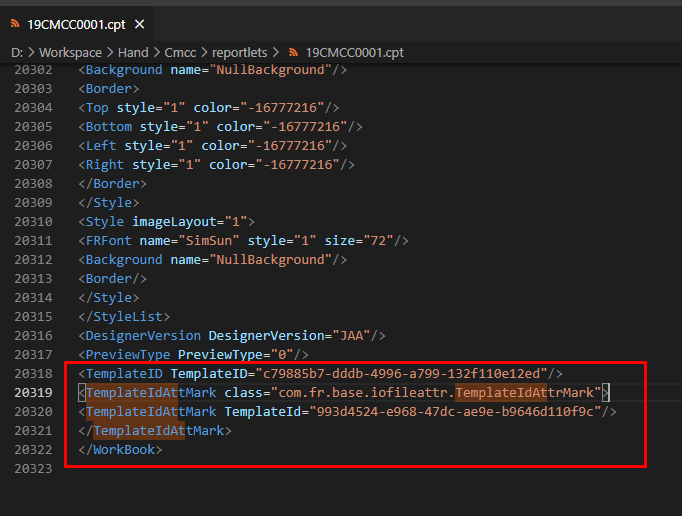 19CMCC0001.cpt ×
D: > Workspace > Hand > Cmcc > reportlets > 19CMCC0001.cpt
20302 <Background name="NullBackground"/>
20303 <Border>
20304 <Top style="1" color="-16777216"/>
20305 <Bottom style="1" color="-16777216"/>
20306 <Left style="1" color="-16777216"/>
20307 <Right style="1" color="-16777216"/>
20308 </Border>
20309 </Style>
20310 <Style imageLayout="1">
20311 <FRFont name="SimSun" style="1" size="72"/>
20312 <Background name="NullBackground"/>
20313 <Border/>
20314 </Style>
20315 </StyleList>
20316 <DesignerVersion DesignerVersion="JAA"/>
20317 <PreviewType PreviewType="0"/>
20318 <TemplateID TemplateID="c79885b7-dddb-4996-a799-132f110e12ed"/>
20319 <TemplateIdAttMark class="com.fr.base.iofileattr.TemplateIdAttrMark">
20320 <TemplateIdAttMark TemplateId="993d4524-e968-47dc-ae9e-b9646d110f9c"/>
20321 </TemplateIdAttMark>
20322 </WorkBook>
20323